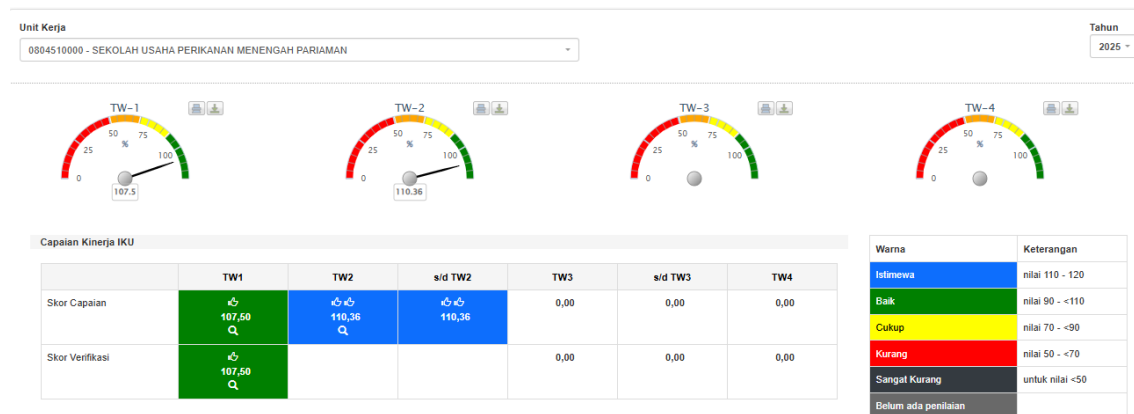 Unit Kerja
Tahun
0804510000 - SEKOLAH USAHA PERIKANAN MENENGAH PARIAMAN
2025
TW-1
TW-2
TW-3
TW-4
0 25 50 75 100
%
107.5
0 25 50 75 100
%
110.36
0 25 50 75 100
%
0 25 50 75 100
%
Capaian Kinerja IKU
TW1 TW2 s/d TW2 TW3 s/d TW3 TW4
Skor Capaian 107,50 110,36 110,36 0,00 0,00 0,00
Skor Verifikasi 107,50 0,00 0,00 0,00
Warna Keterangan
Istimewa nilai 110 - 120
Baik nilai 90 - <110
Cukup nilai 70 - <90
Kurang nilai 50 - <70
Sangat Kurang untuk nilai <50
Belum ada penilaian